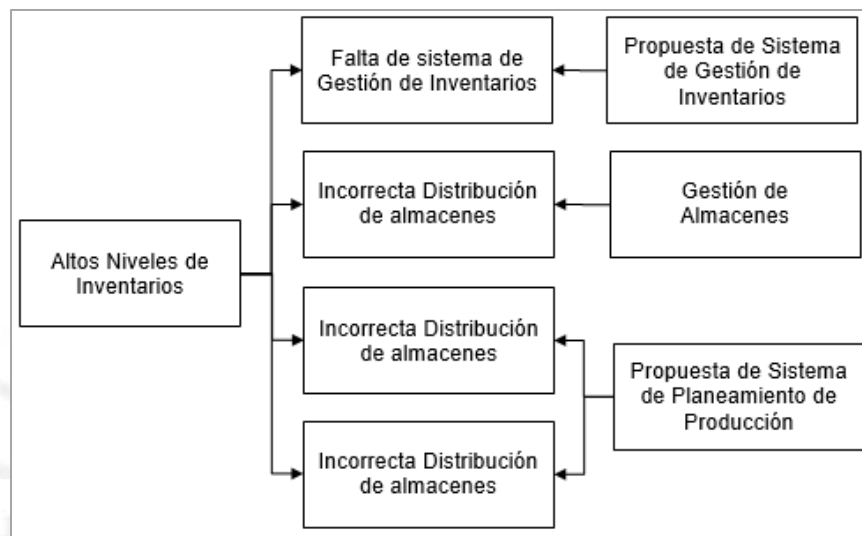 Falta de sistema de
Gestión de Inventarios
Propuesta de Sistema
de Gestión de
Inventarios
Incorrecta Distribución
de almacenes
Gestión de
Almacenes
Altos Niveles de
Inventarios
Incorrecta Distribución
de almacenes
Propuesta de Sistema
de Planeamiento de
Producción
Incorrecta Distribución
de almacenes